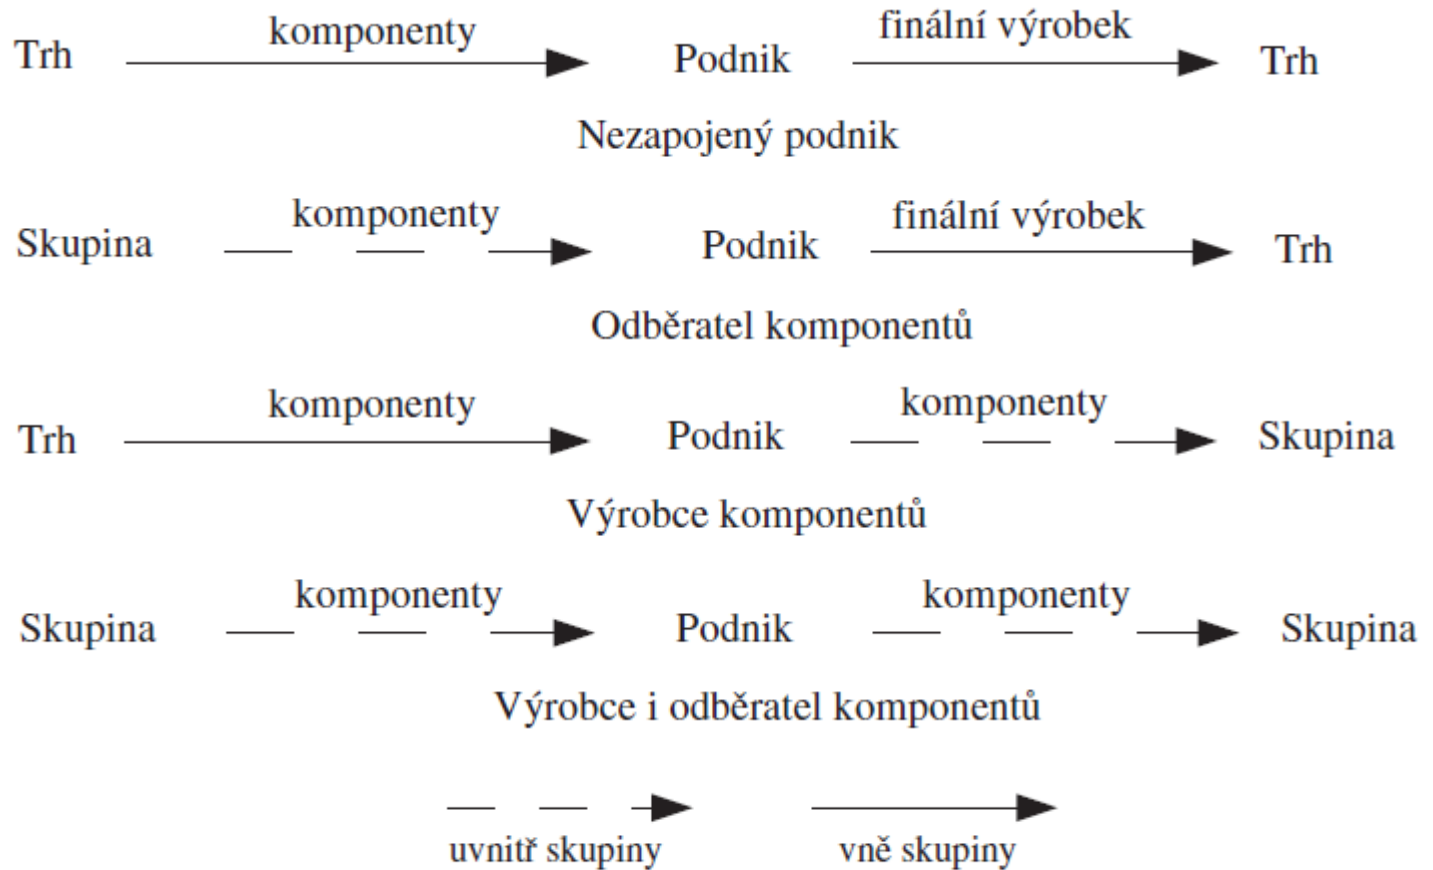 Trh komponenty Podnik finální výrobek Trh
Nezapojený podnik
Skupina komponenty Podnik finální výrobek Trh
Odběratel komponentů
Trh komponenty Podnik komponenty Skupina
Výrobce komponentů
Skupina komponenty Podnik komponenty Skupina
Výrobce i odběratel komponentů
uvnitř skupiny vně skupiny